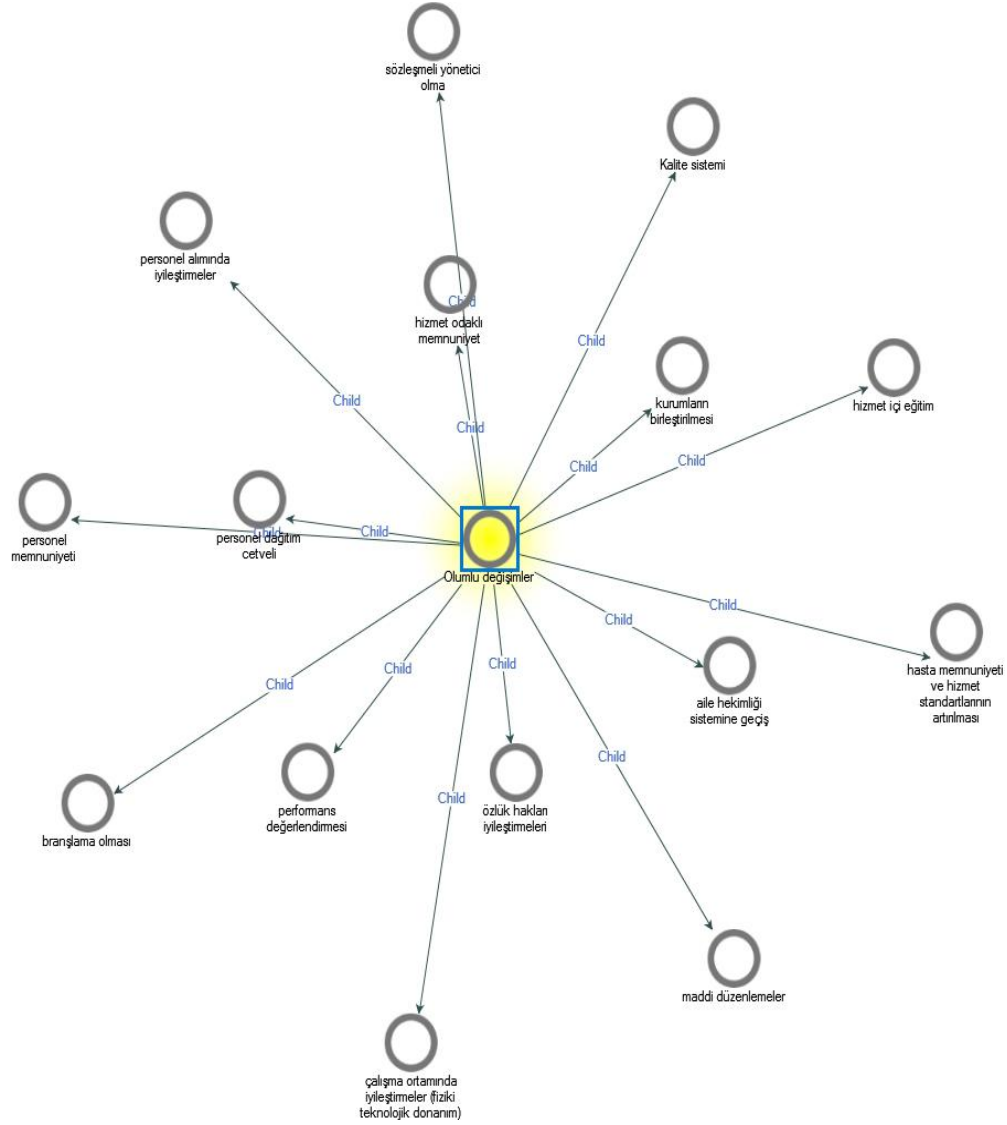 sözleşmeli yönetici
olma
Kalite sistemi
personel alımında
iyileştirmeler
Child
hizmet odaklı
memnuniyet
Child
kurumların
birleştirilmesi
hizmet içi eğitim
Child
Child
Child
Child
personel
memnuniyeti
Child
personel dağıtım
cetveli
Child
Olumlu değişimler
Child
Child
hasta memnuniyeti
ve hizmet
standartlarının
artırılması
aile hekimliği
sistemine geçiş
Child
Child
Child
Child
Child
branşlama olması
performans
değerlendirmesi
özlük hakları
iyileştirmeleri
maddi düzenlemeler
çalışma ortamında
iyileştirmeler (fiziki
teknolojik donanım)